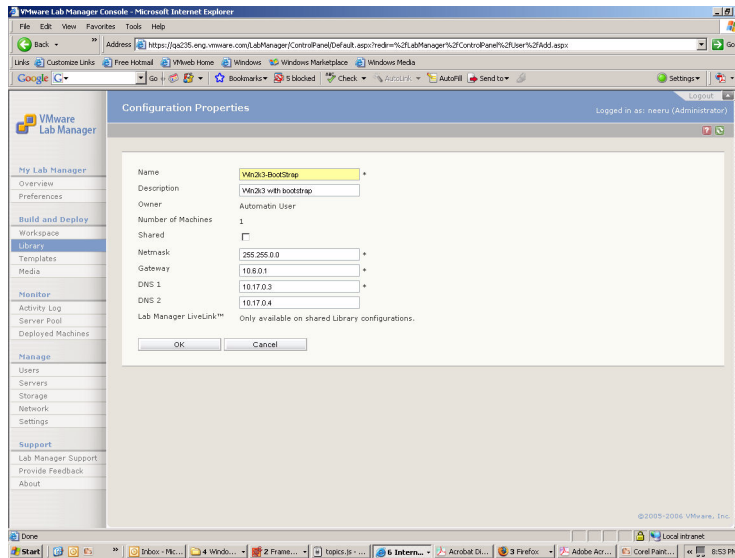 VMware Lab Manager Console - Microsoft Internet Explorer
File Edit View Favorites Tools Help
Back » Address https://qa235.eng.vmware.com/LabManager/ControlPanel/Default.aspx?redir=%2fLabManager%2fControlPanel%2fUser%2fAdd.aspx Go
Links Customize Links Free Hotmail VMweb Home Windows Windows Marketplace Windows Media
Google G Go Bookmarks 5 blocked Check AutoLink AutoFill Send to Settings
Logout
VMware
Lab Manager
Configuration Properties
Logged in as: neeru (Administrator)
My Lab Manager
Overview
Preferences
Build and Deploy
Workspace
Library
Templates
Media
Monitor
Activity Log
Server Pool
Deployed Machines
Manage
Users
Servers
Storage
Network
Settings
Support
Lab Manager Support
Provide Feedback
About
Name Win2k3-BootStrap *
Description Win2k3 with bootstrap
Owner Automatin User
Number of Machines 1
Shared
Netmask 255.255.0.0 *
Gateway 10.6.0.1 *
DNS 1 10.17.0.3 *
DNS 2 10.17.0.4
Lab Manager LiveLink™ Only available on shared Library configurations.
OK Cancel
©2005-2006 VMware, Inc.
Done Local intranet
Start » Inbox - Mic... 4 Windo... 2 Frame... topics.js - ... 6 Intern... Acrobat Di... 3 Firefox Adobe Acr... Corel Paint... « 8:53 PM